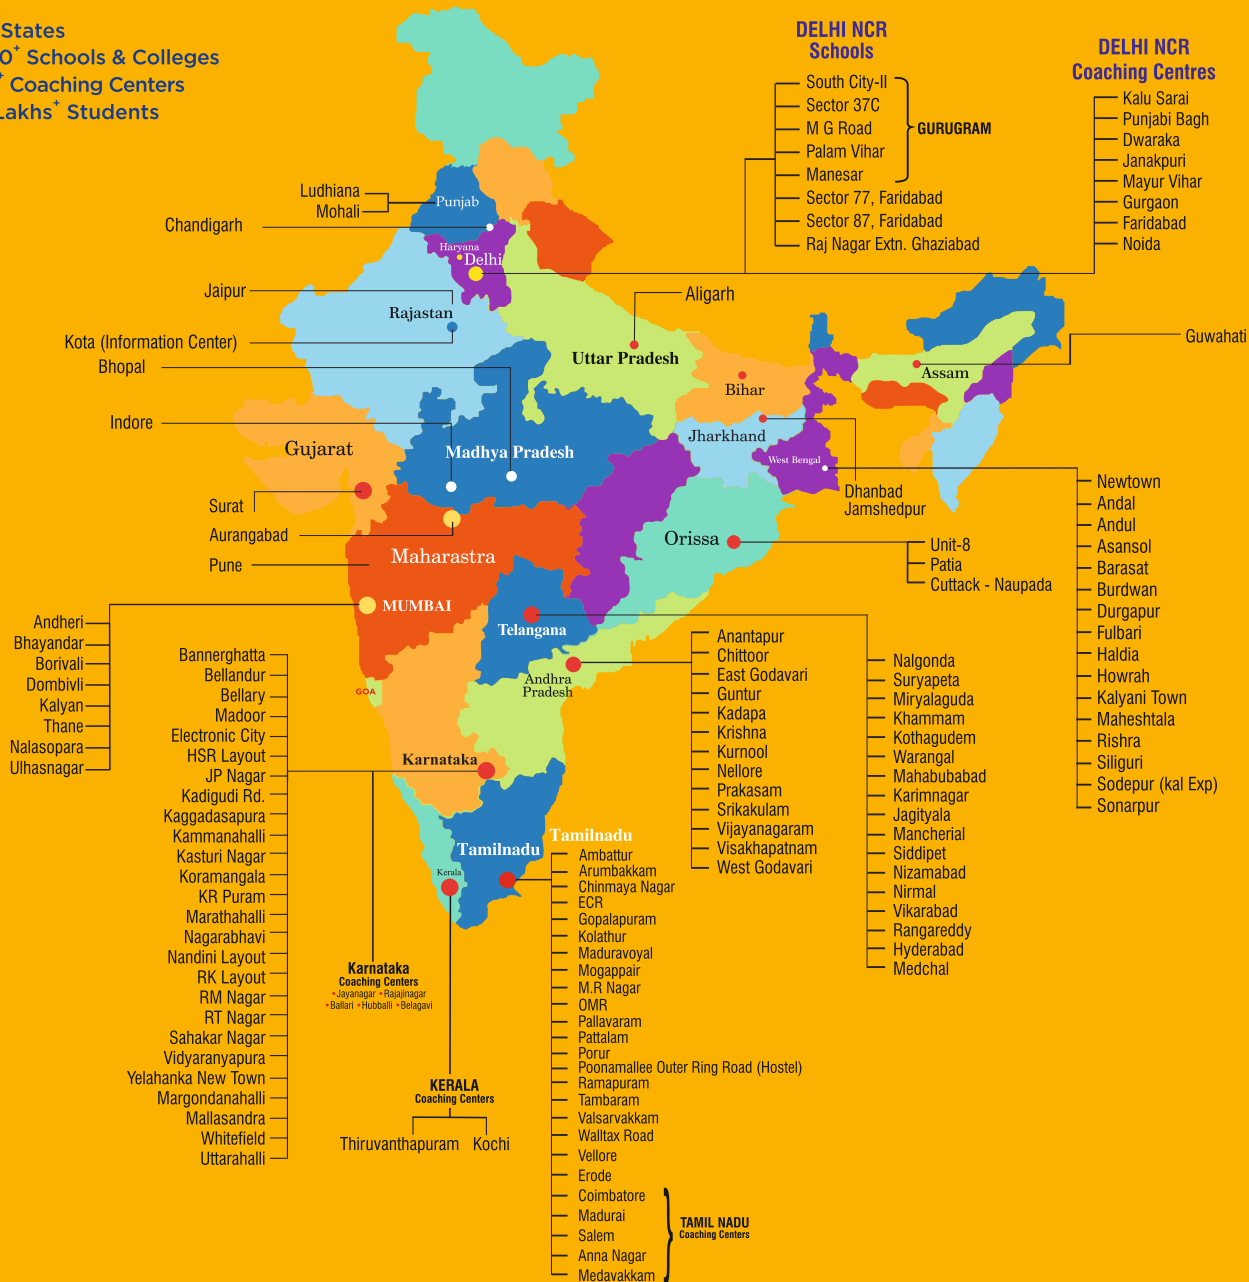 States
0+ Schools & Colleges
+ Coaching Centers
Lakhs+ Students
DELHI NCR
Schools
South City-II
Sector 37C
M G Road
Palam Vihar
Manesar
GURUGRAM
Sector 77, Faridabad
Sector 87, Faridabad
Raj Nagar Extn. Ghaziabad
DELHI NCR
Coaching Centres
Kalu Sarai
Punjabi Bagh
Dwaraka
Janakpuri
Mayur Vihar
Gurgaon
Faridabad
Noida
Ludhiana
Mohali
Punjab
Chandigarh
Haryana
Delhi
Jaipur
Rajastan
Kota (Information Center)
Bhopal
Indore
Aligarh
Uttar Pradesh
Bihar
Guwahati
Assam
Gujarat
Madhya Pradesh
Jharkhand
West Bengal
Dhanbad
Jamshedpur
Surat
Aurangabad
Pune
Maharastra
MUMBAI
Orissa
Unit-8
Patia
Cuttack - Naupada
Newtown
Andal
Andul
Asansol
Barasat
Burdwan
Durgapur
Fulbari
Haldia
Howrah
Kalyani Town
Maheshtala
Rishra
Siliguri
Sodepur (kal Exp)
Sonarpur
Andheri
Bhayandar
Borivali
Dombivli
Kalyan
Thane
Nalasopara
Ulhasnagar
Telangana
Andhra
Pradesh
GOA
Karnataka
Anantapur
Chittoor
East Godavari
Guntur
Kadapa
Krishna
Kurnool
Nellore
Prakasam
Srikakulam
Vijayanagaram
Visakhapatnam
West Godavari
Nalgonda
Suryapeta
Miryalaguda
Khammam
Kothagudem
Warangal
Mahabubabad
Karimnagar
Jagityala
Mancherial
Siddipet
Nizamabad
Nirmal
Vikarabad
Rangareddy
Hyderabad
Medchal
Bannerghatta
Bellandur
Bellary
Madoor
Electronic City
HSR Layout
JP Nagar
Kadigudi Rd.
Kaggadasapura
Kammanahalli
Kasturi Nagar
Koramangala
KR Puram
Marathahalli
Nagarabhavi
Nandini Layout
RK Layout
RM Nagar
RT Nagar
Sahakar Nagar
Vidyaranyapura
Yelahanka New Town
Margondanahalli
Mallasandra
Whitefield
Uttarahalli
Karnataka
Coaching Centers
• Jayanagar • Rajajinagar
• Ballari • Hubballi • Belagavi
Kerala
KERALA
Coaching Centers
Thiruvanthapuram
Kochi
Tamilnadu
Tamilnadu
Ambattur
Arumbakkam
Chinmaya Nagar
ECR
Gopalapuram
Kolathur
Maduravoyal
Mogappair
M.R Nagar
OMR
Pallavaram
Pattalam
Porur
Poonamallee Outer Ring Road (Hostel)
Ramapuram
Tambaram
Valsarvakkam
Walltax Road
Vellore
Erode
Coimbatore
Madurai
Salem
Anna Nagar
Medavakkam
TAMIL NADU
Coaching Centers